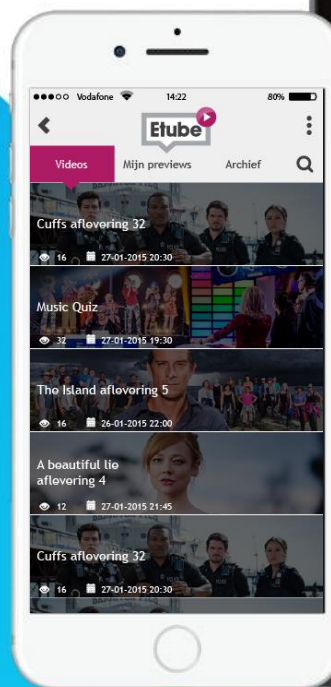 Vodafone 14:22 80%
Etube
Videos Mijn previews Archief
Cuffs aflevering 32
16 27-01-2015 20:30
Music Quiz
32 27-01-2015 19:30
The Island aflevering 5
16 26-01-2015 22:00
A beautiful lie
aflevering 4
12 27-01-2015 21:45
Cuffs aflevering 32
16 27-01-2015 20:30